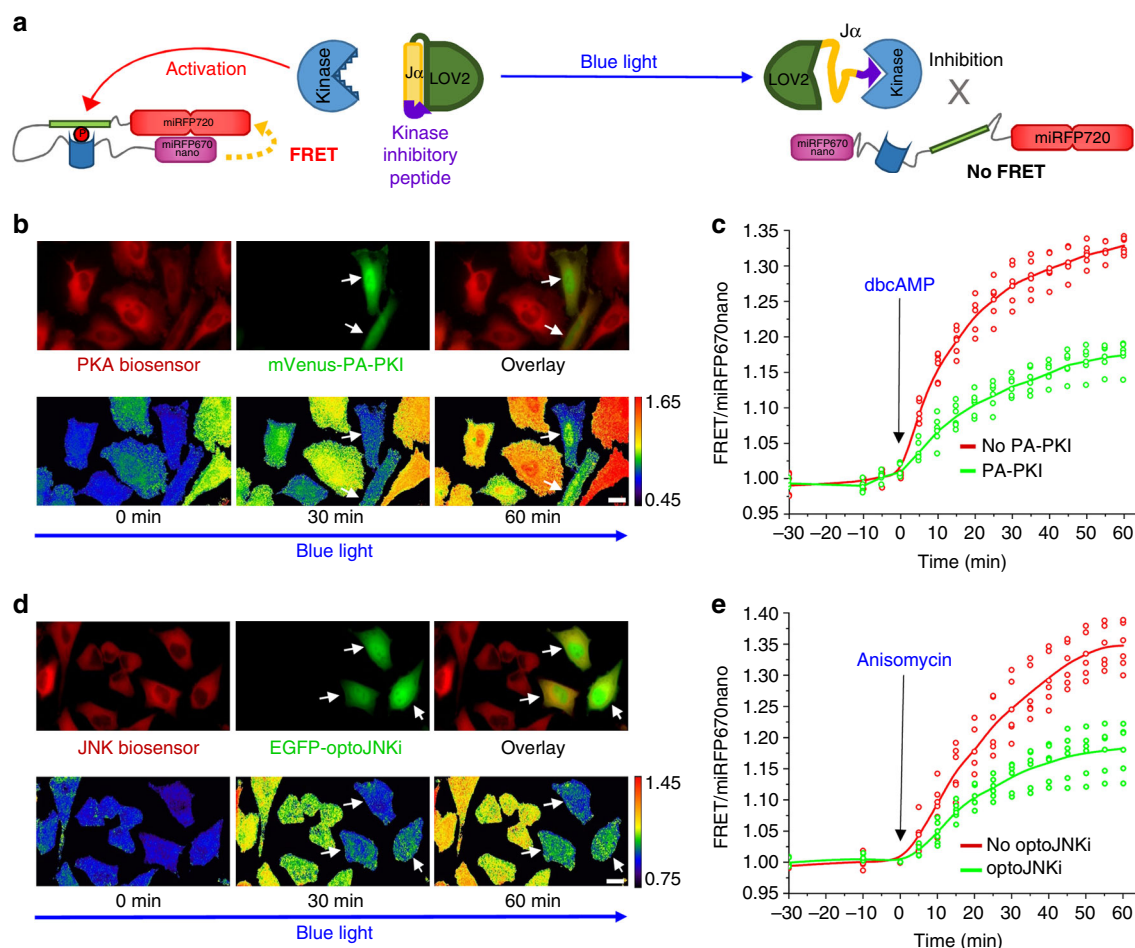 a
Activation
Kinase
Jα
LOV2
Blue light
LOV2
Jα
Kinase
Inhibition
X
P
miRFP720
miRFP670
nano
FRET
Kinase
inhibitory
peptide
miRFP670
nano
miRFP720
No FRET
b
PKA biosensor
mVenus-PA-PKI
Overlay
1.65
0.45
0 min
30 min
60 min
Blue light
c
FRET/miRFP670nano
1.35
1.30
1.25
1.20
1.15
1.10
1.05
1.00
0.95
dbcAMP
No PA-PKI
PA-PKI
–30 –20 –10 0 10 20 30 40 50 60
Time (min)
d
JNK biosensor
EGFP-optoJNKi
Overlay
1.45
0.75
0 min
30 min
60 min
Blue light
e
FRET/miRFP670nano
1.40
1.35
1.30
1.25
1.20
1.15
1.10
1.05
1.00
0.95
Anisomycin
No optoJNKi
optoJNKi
–30 –20 –10 0 10 20 30 40 50 60
Time (min)